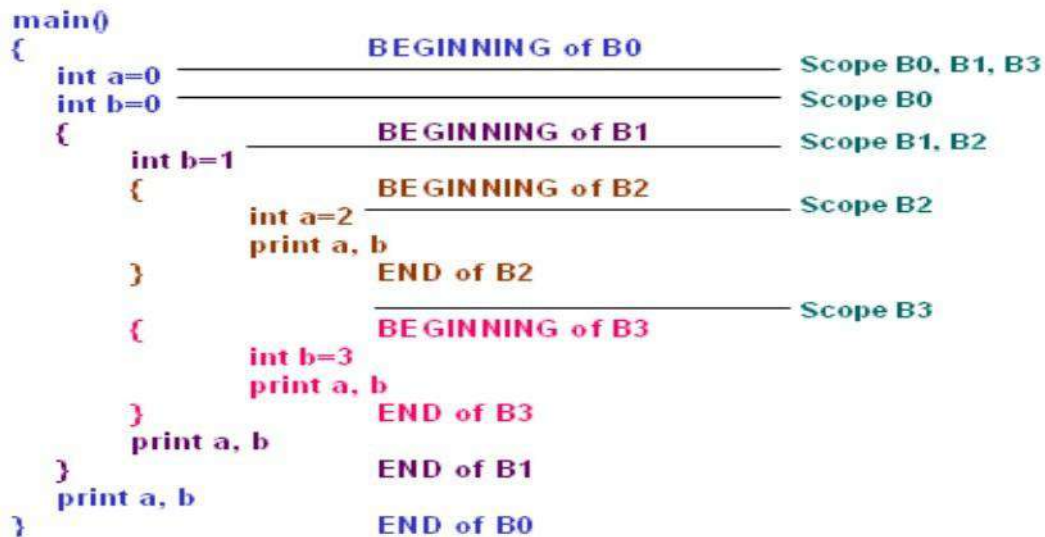 main()
{ BEGINNING of B0
int a=0 Scope B0, B1, B3
int b=0 Scope B0
{ BEGINNING of B1
int b=1 Scope B1, B2
{ BEGINNING of B2
int a=2 Scope B2
print a, b
} END of B2
Scope B3
{ BEGINNING of B3
int b=3
print a, b
} END of B3
print a, b
} END of B1
print a, b
} END of B0